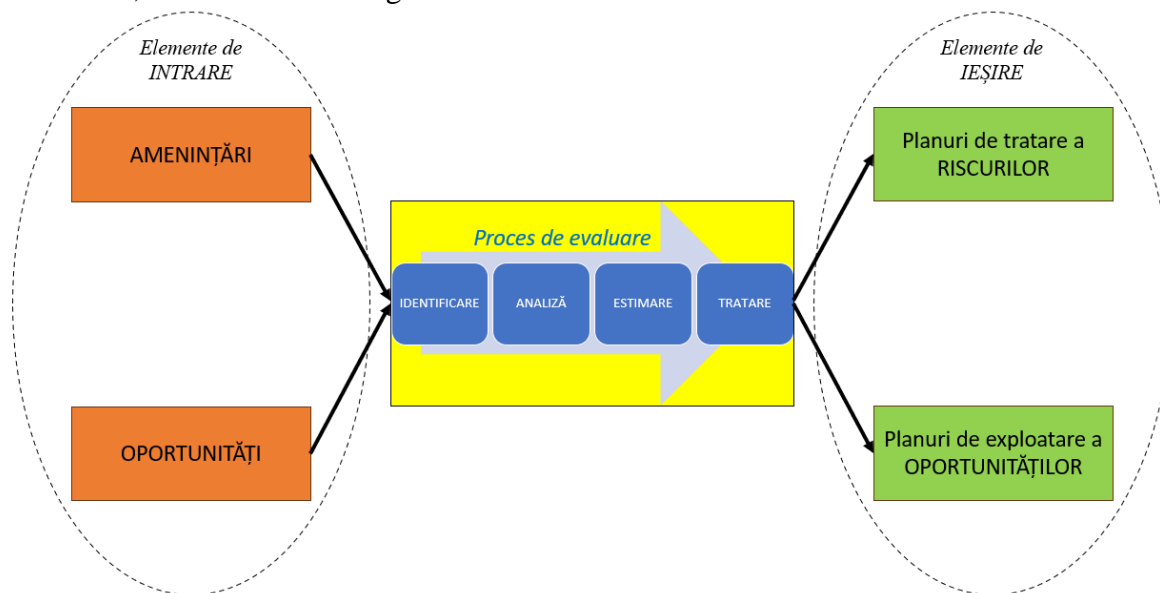 Elemente de
INTRARE
AMENINȚĂRI
OPORTUNITĂȚI
Proces de evaluare
IDENTIFICARE
ANALIZĂ
ESTIMARE
TRATARE
Elemente de
IEȘIRE
Planuri de tratare a
RISCURILOR
Planuri de exploatare a
OPORTUNITĂȚILOR